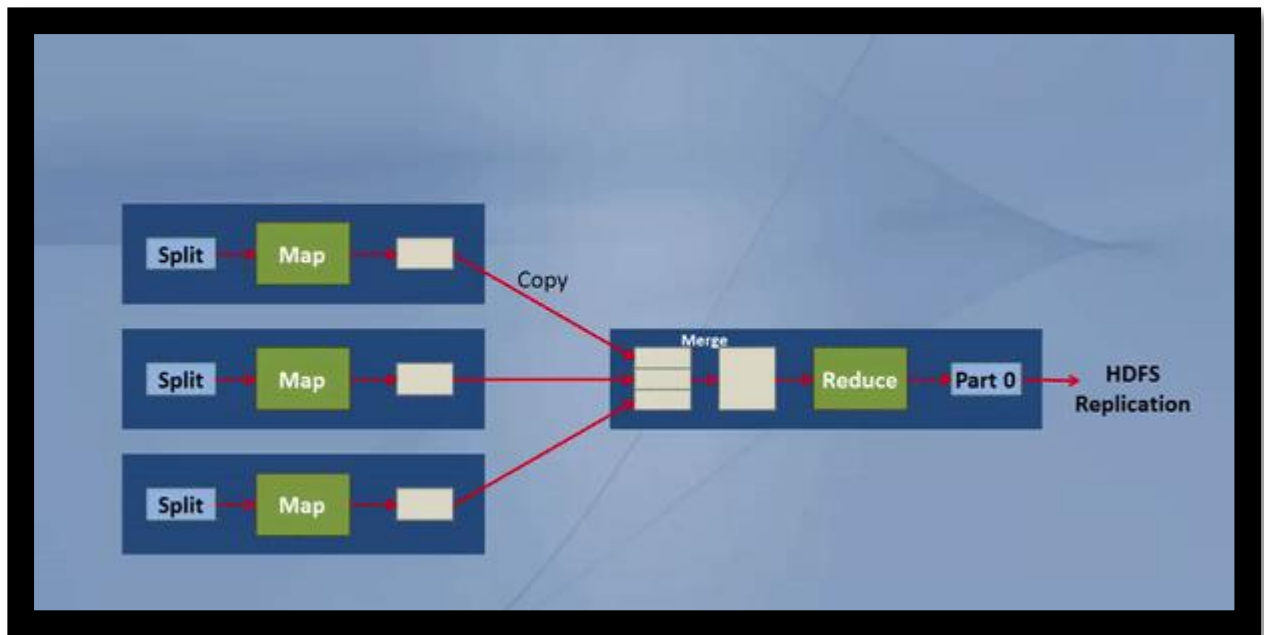 Split
Map
Copy
Split
Map
Merge
Reduce
Part 0
HDFS
Replication
Split
Map